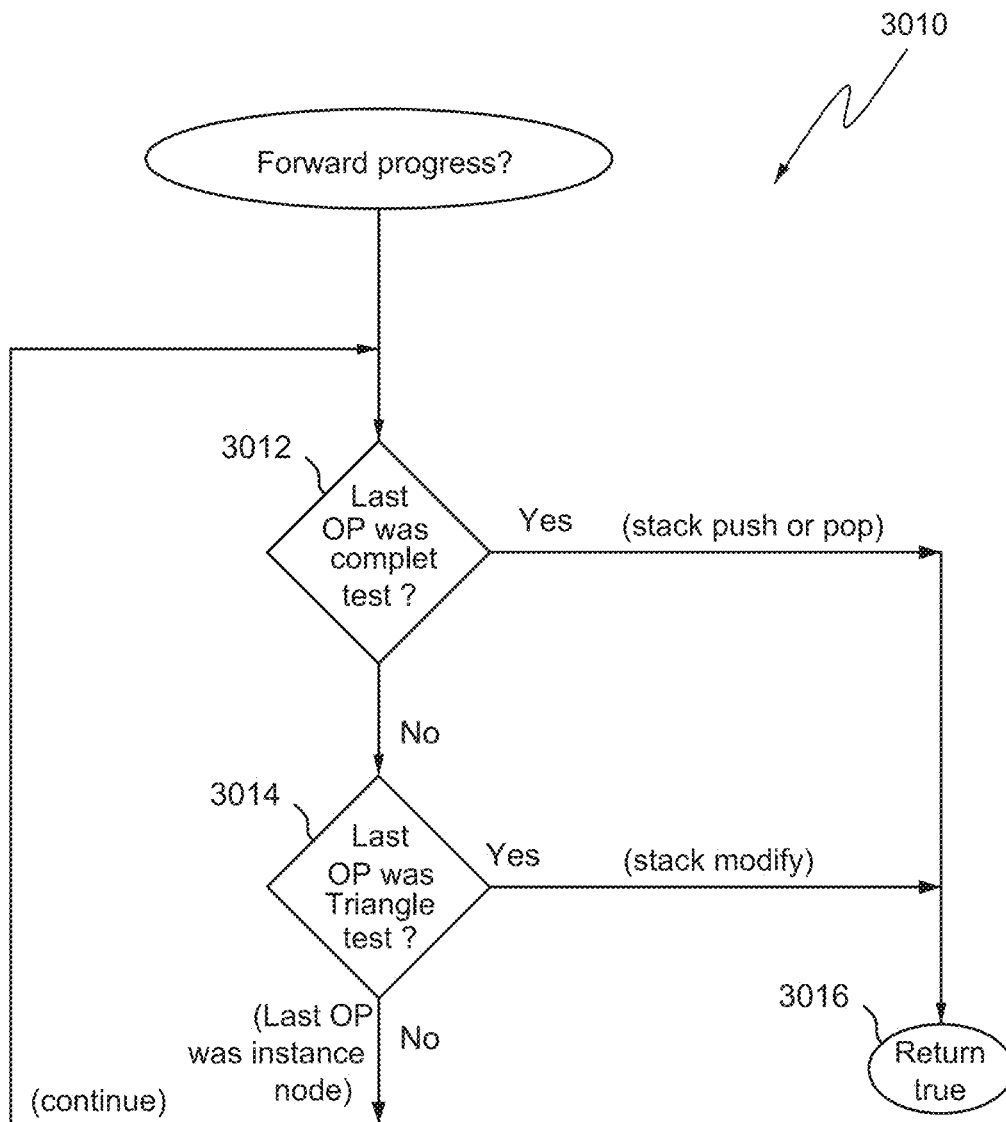 3010
Forward progress?
3012
Last
OP was
complet
test ?
Yes
(stack push or pop)
No
3014
Last
OP was
Triangle
test ?
Yes
(stack modify)
(Last OP
was instance
node)
No
(continue)
3016
Return
true